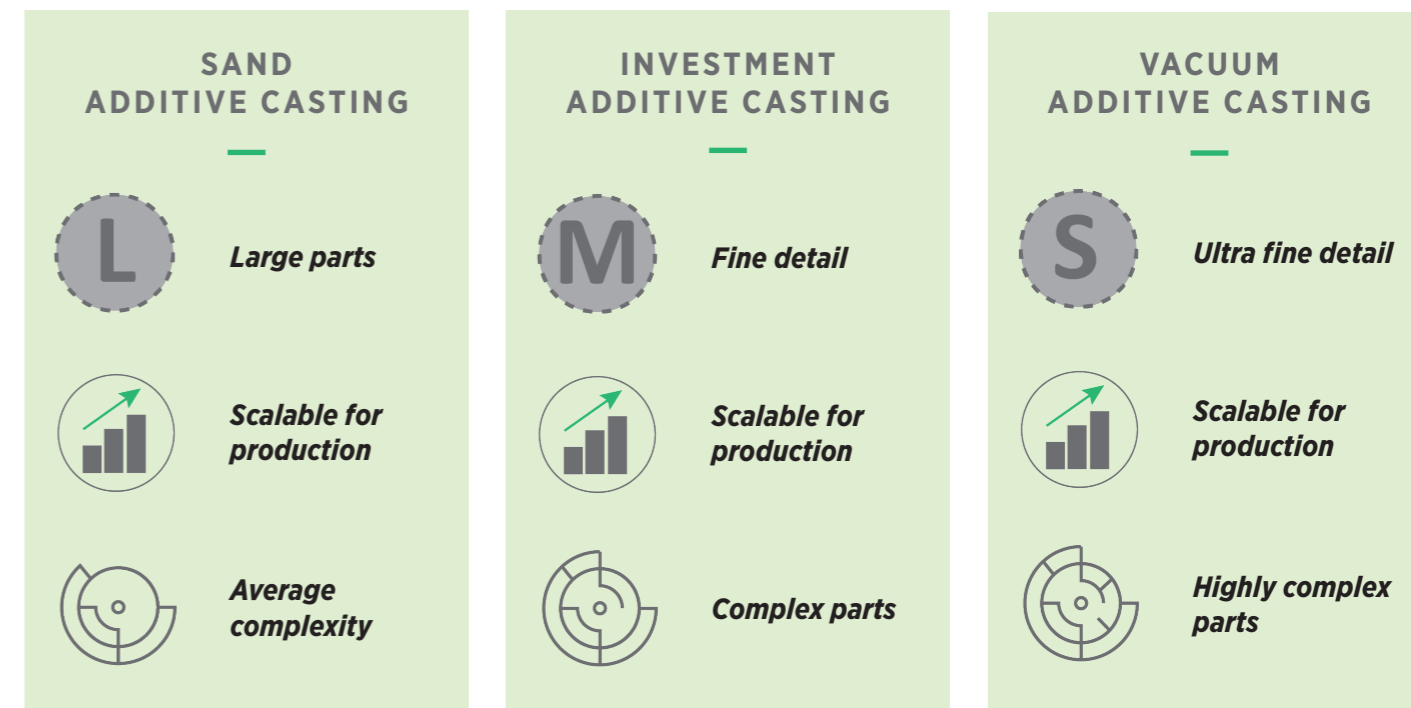 SAND
ADDITIVE CASTING
L
Large parts
Scalable for
production
Average
complexity
INVESTMENT
ADDITIVE CASTING
M
Fine detail
Scalable for
production
Complex parts
VACUUM
ADDITIVE CASTING
S
Ultra fine detail
Scalable for
production
Highly complex
parts